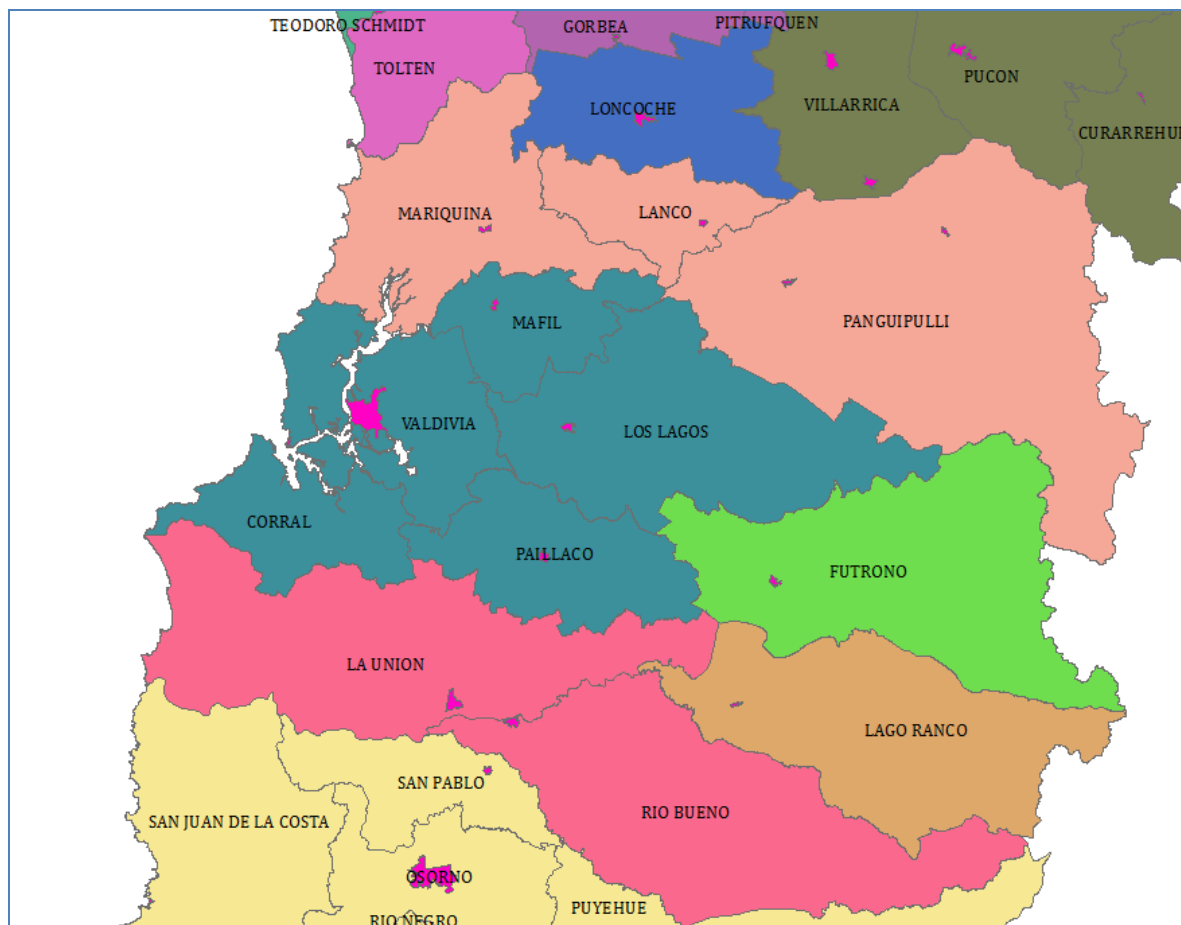 TEODORO SCHMIDT
GORBEA
PITRUFQUEN
TOLTEN
PUCON
LONCOCHE
VILLARRICA
CURARREHUE
MARIQUINA
LANCO
MAFIL
PANGUIPULLI
VALDIVIA
LOS LAGOS
CORRAL
PAILLACO
FUTRONO
LA UNION
LAGO RANCO
SAN PABLO
RIO BUENO
SAN JUAN DE LA COSTA
OSORNO
PUYEHUE
RIO NEGRO